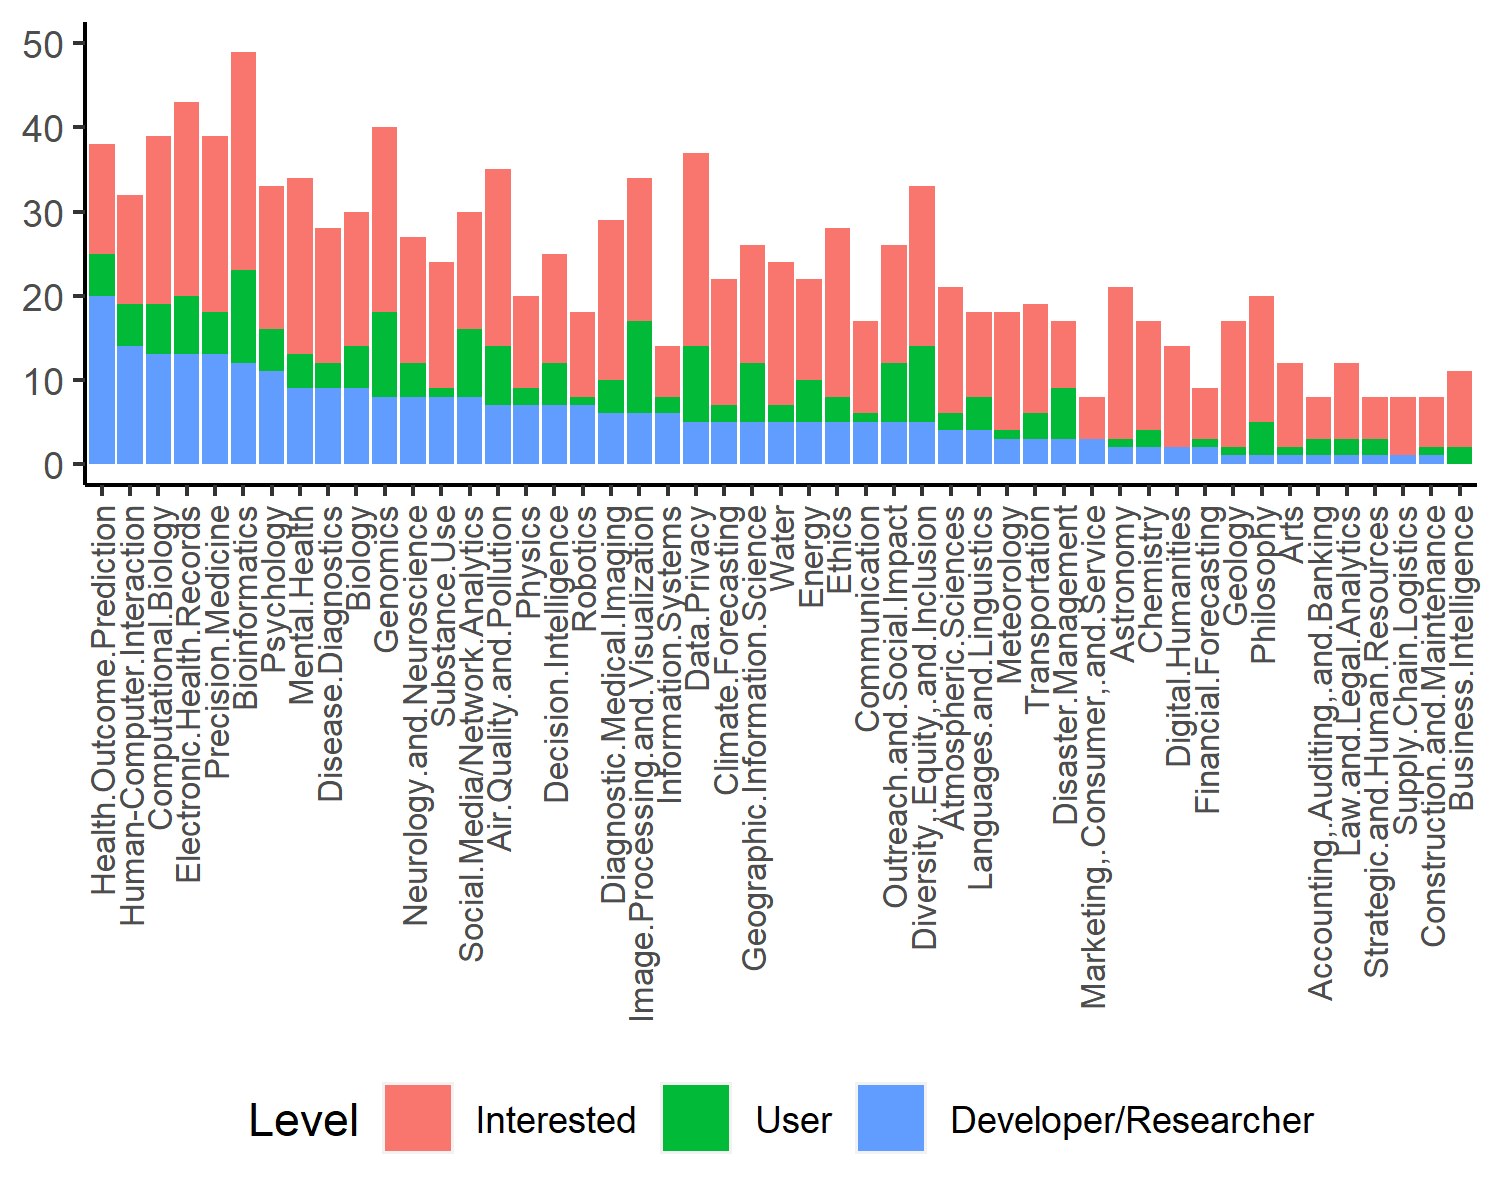 50
40
30
20
10
0
Health.Outcome.Prediction
Human-Computer.Interaction
Computational.Biology
Electronic.Health.Records
Precision.Medicine
Bioinformatics
Psychology
Mental.Health
Disease.Diagnostics
Biology
Genomics
Neurology.and.Neuroscience
Substance.Use
Social.Media/Network.Analytics
Air.Quality.and.Pollution
Physics
Decision.Intelligence
Robotics
Diagnostic.Medical.Imaging
Image.Processing.and.Visualization
Information.Systems
Data.Privacy
Climate.Forecasting
Geographic.Information.Science
Water
Energy
Ethics
Communication
Outreach.and.Social.Impact
Diversity,.Equity,.and.Inclusion
Atmospheric.Sciences
Languages.and.Linguistics
Meteorology
Transportation
Disaster.Management
Marketing,.Consumer,.and.Service
Astronomy
Chemistry
Digital.Humanities
Financial.Forecasting
Geology
Philosophy
Arts
Accounting,.Auditing,.and.Banking
Law.and.Legal.Analytics
Strategic.and.Human.Resources
Supply.Chain.Logistics
Construction.and.Maintenance
Business.Intelligence
Level Interested User Developer/Researcher